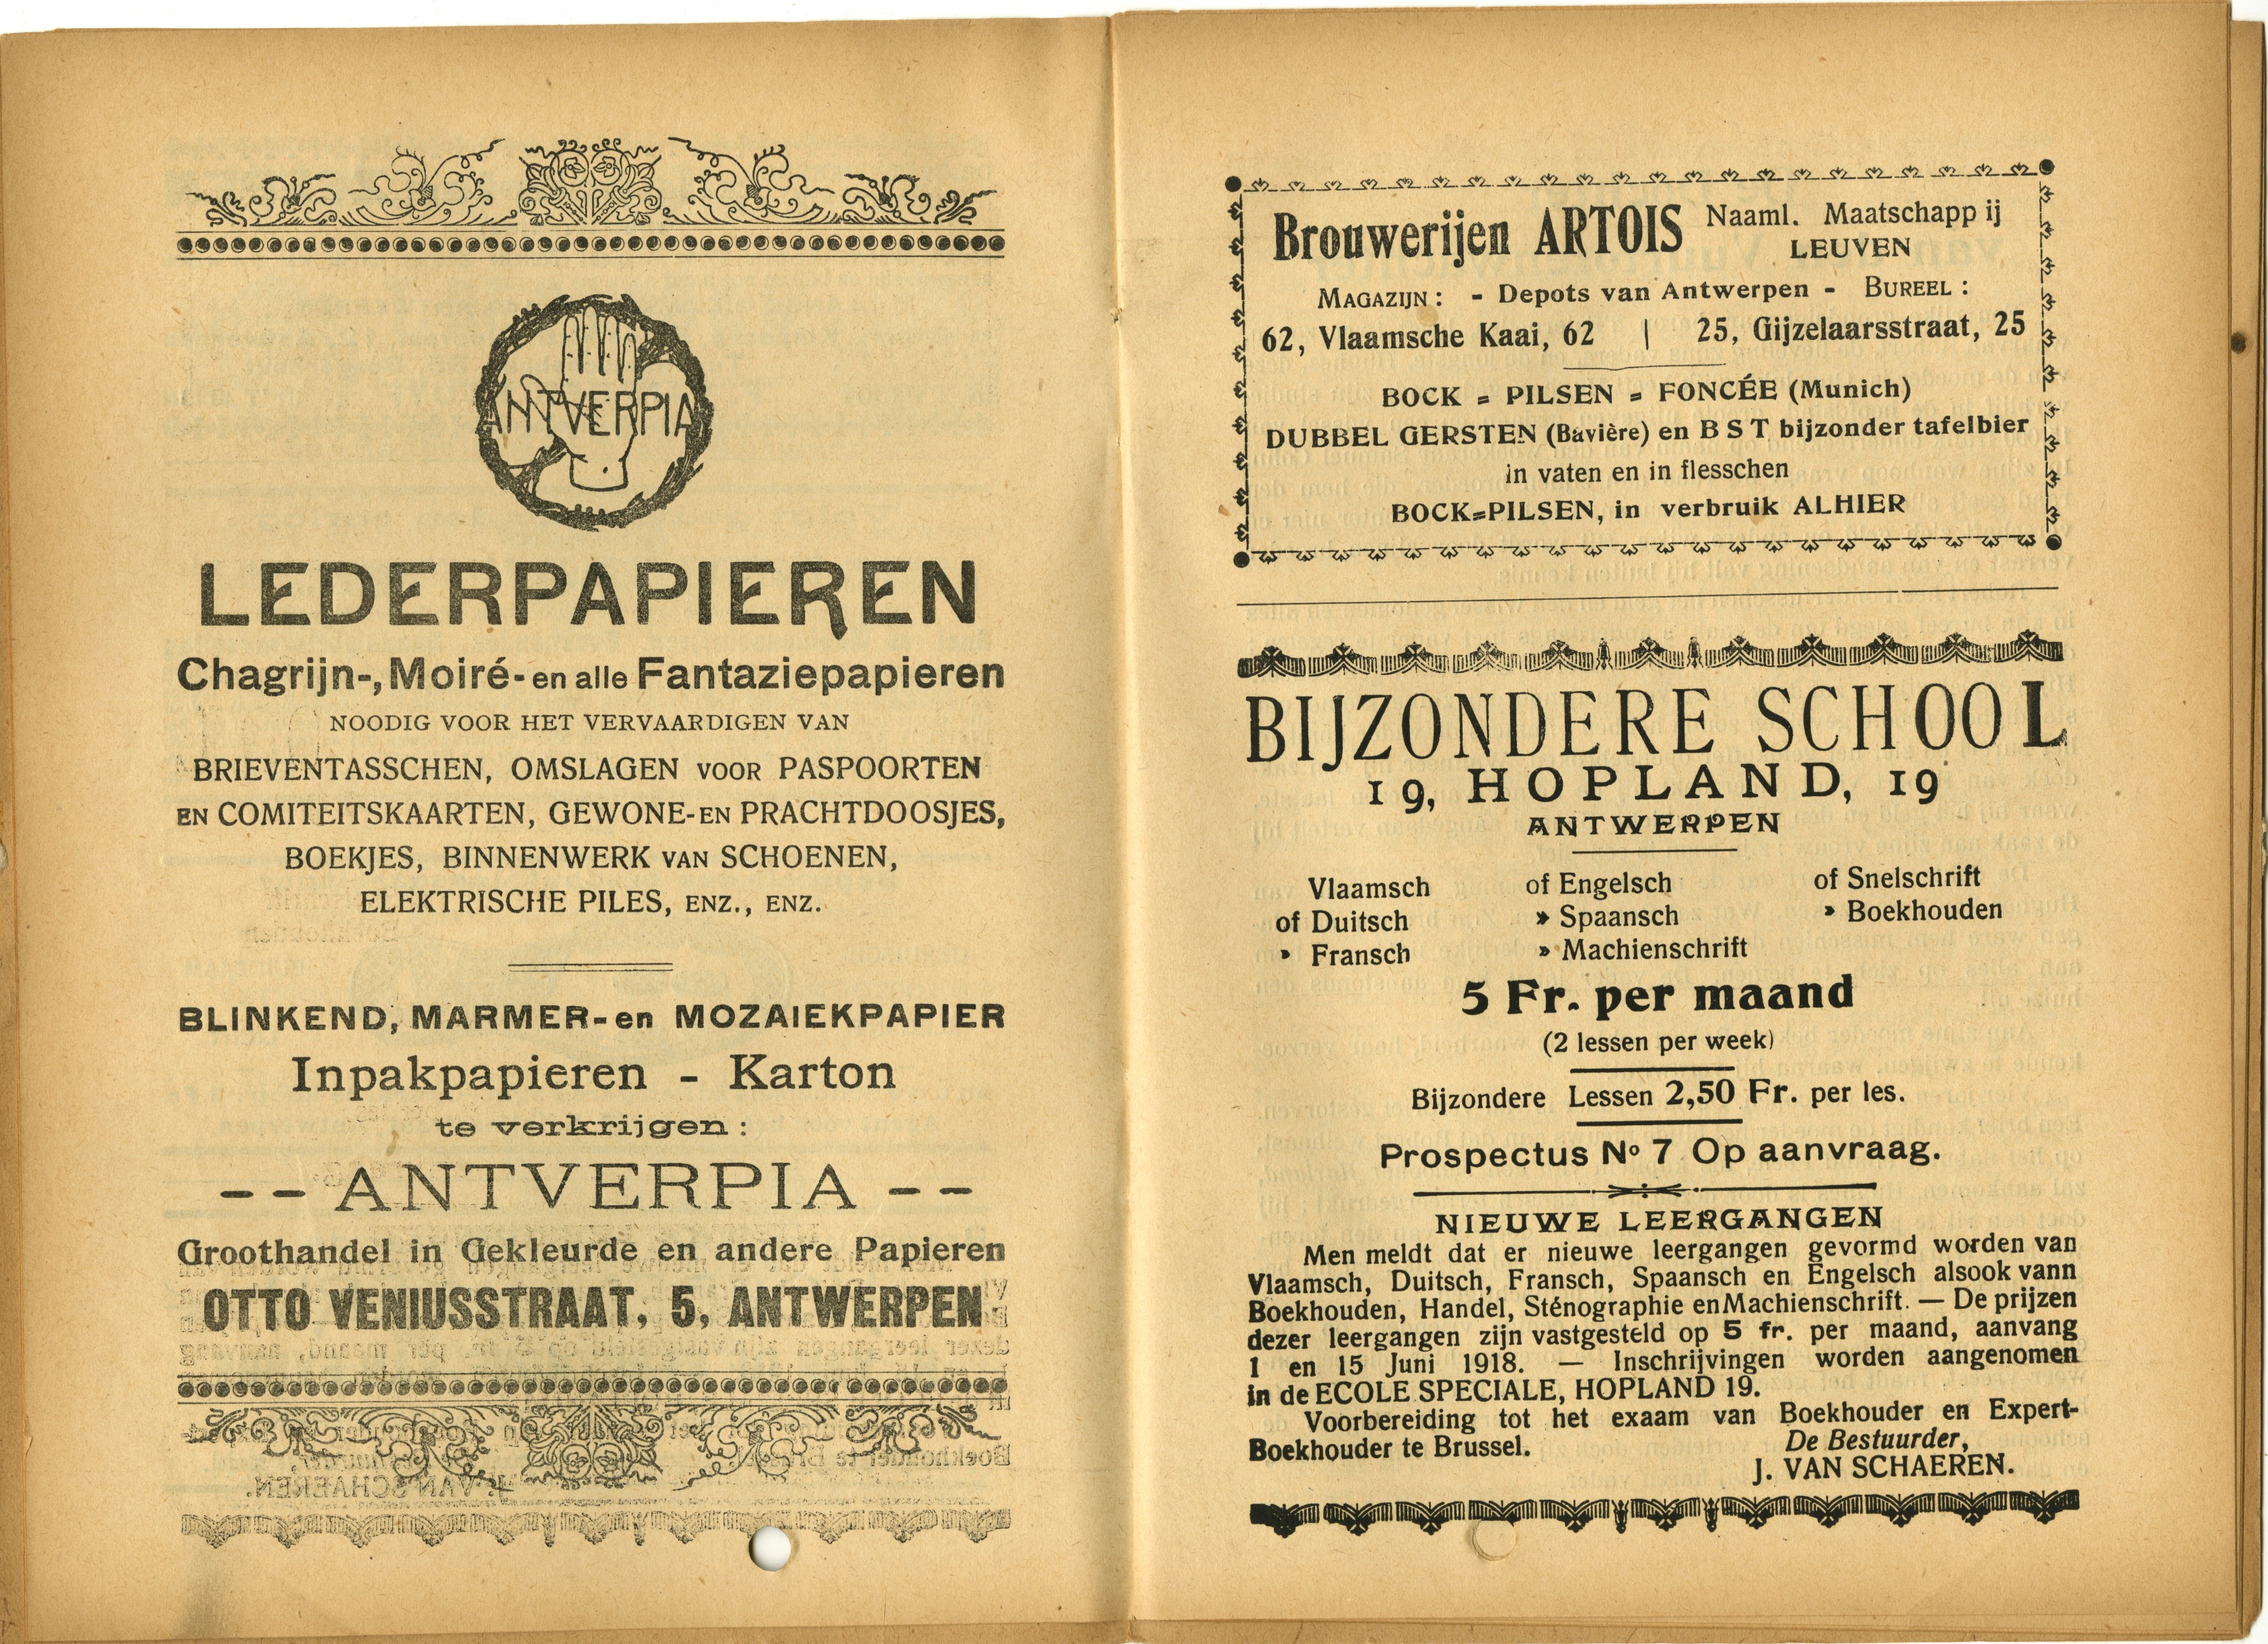 ANTVERPIA
LEDERPAPIEREN
Chagrijn-, Moiré- en alle Fantaziepapieren
NOODIG VOOR HET VERVAARDIGEN VAN
BRIEVENTASSCHEN, OMSLAGEN VOOR PASPOORTEN
EN COMITEITSKAARTEN, GEWONE- EN PRACHTDOOSJES,
BOEKJES, BINNENWERK VAN SCHOENEN,
ELEKTRISCHE PILES, ENZ., ENZ.
BLINKEND, MARMER- en MOZAIEKPAPIER
Inpakpapieren - Karton
te verkrijgen :
-- ANTVERPIA --
Groothandel in Gekleurde en andere Papieren
OTTO VENIUSSTRAAT, 5, ANTWERPEN
Brouwerijen ARTOIS Naaml. Maatschappij
LEUVEN
MAGAZIJN : - Depots van Antwerpen - BUREEL :
62, Vlaamsche Kaai, 62 | 25, Gijzelaarsstraat, 25
BOCK = PILSEN = FONCÉE (Munich)
DUBBEL GERSTEN (Bavière) en B S T bijzonder tafelbier
in vaten en in flesschen
BOCK=PILSEN, in verbruik ALHIER
BIJZONDERE SCHOOL
19, HOPLAND, 19
ANTWERPEN
Vlaamsch of Engelsch of Snelschrift
of Duitsch » Spaansch » Boekhouden
» Fransch » Machienschrift
5 Fr. per maand
(2 lessen per week)
Bijzondere Lessen 2,50 Fr. per les.
Prospectus No 7 Op aanvraag.
NIEUWE LEERGANGEN
Men meldt dat er nieuwe leergangen gevormd worden van
Vlaamsch, Duitsch, Fransch, Spaansch en Engelsch alsook vann
Boekhouden, Handel, Sténographie en Machienschrift. — De prijzen
dezer leergangen zijn vastgesteld op 5 fr. per maand, aanvang
1 en 15 Juni 1918. — Inschrijvingen worden aangenomen
in de ECOLE SPECIALE, HOPLAND 19.
Voorbereiding tot het exaam van Boekhouder en Expert-
Boekhouder te Brussel. De Bestuurder,
J. VAN SCHAEREN.